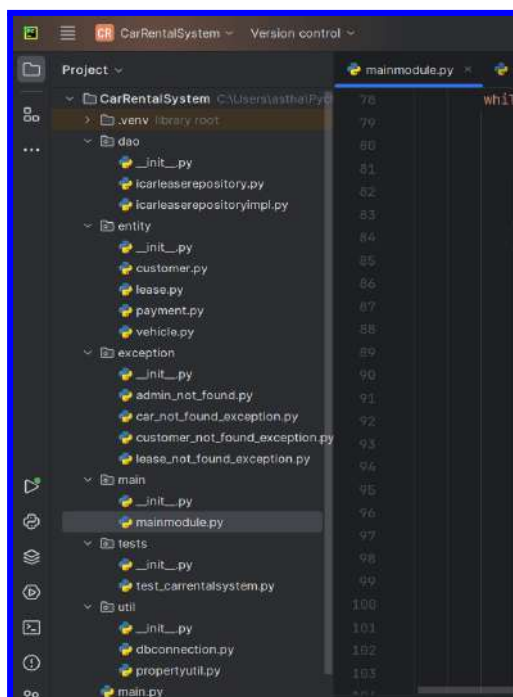 CR CarRentalSystem Version control
Project
mainmodule.py
CarRentalSystem C:\Users\astha\Pych
.venv library root
dao
__init__.py
icarleaserepository.py
icarleaserepositoryimpl.py
entity
__init__.py
customer.py
lease.py
payment.py
vehicle.py
exception
__init__.py
admin_not_found.py
car_not_found_exception.py
customer_not_found_exception.py
lease_not_found_exception.py
main
__init__.py
mainmodule.py
tests
__init__.py
test_carrentalsystem.py
util
__init__.py
dbconnection.py
propertyutil.py
main.py
78 whil
79
80
81
82
83
84
85
86
87
88
89
90
91
92
93
94
95
96
97
98
99
100
101
102
103